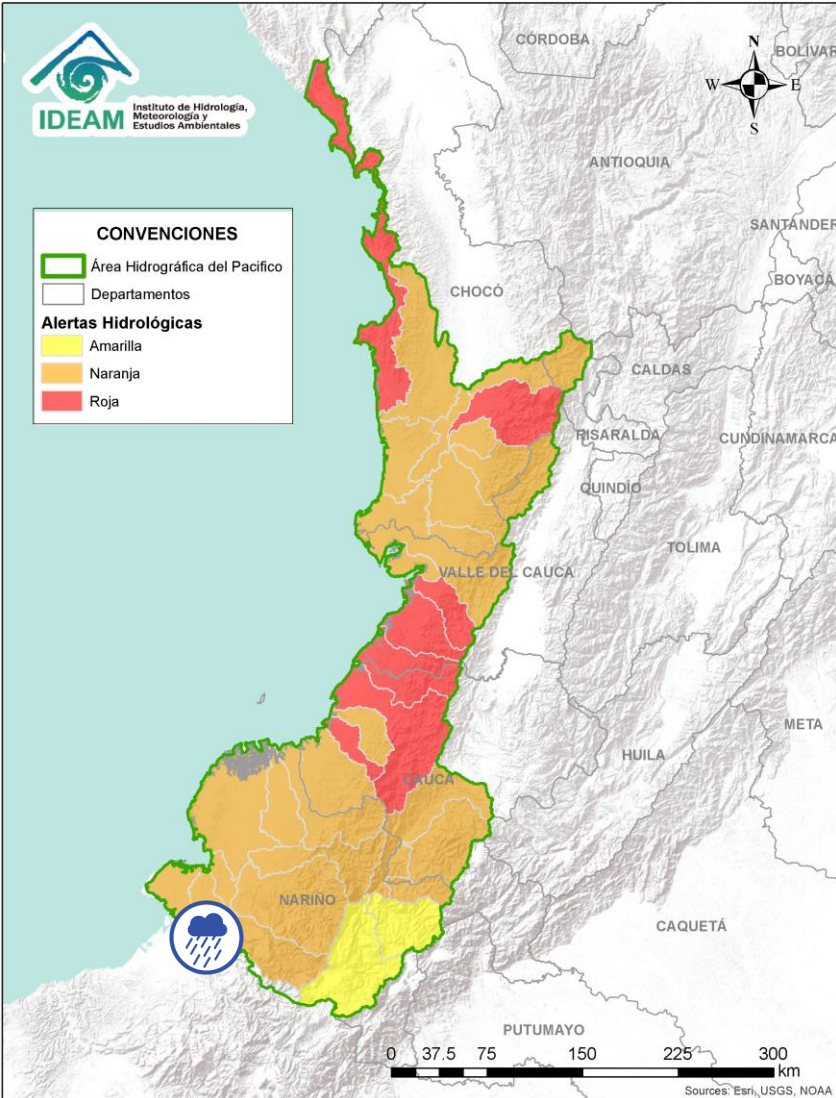 IDEAM
Instituto de Hidrología,
Meteorología y
Estudios Ambientales
CÓRDOBA
BOLÍVAR
N
W
E
S
ANTIOQUIA
SANTANDER
CONVENCIONES
Área Hidrográfica del Pacifico
Departamentos
Alertas Hidrológicas
Amarilla
Naranja
Roja
BOYACÁ
CHOCÓ
CALDAS
RISARALDA
CUNDINAMARCA
QUINDÍO
TOLIMA
VALLE DEL CAUCA
META
HUILA
CAUCA
NARIÑO
CAQUETÁ
PUTUMAYO
0 37.5 75 150 225 300
km
Sources: Esri, USGS, NOAA